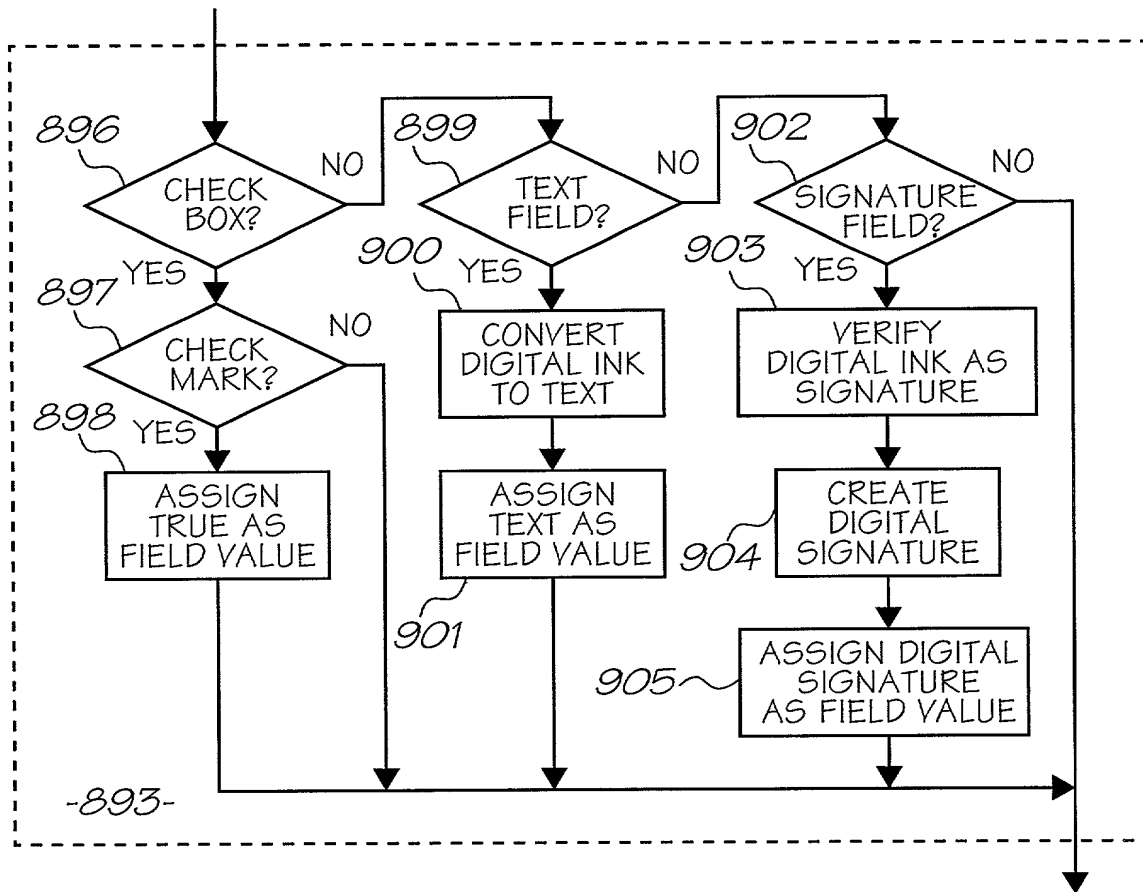 896
CHECK
BOX?
NO
YES
897
CHECK
MARK?
NO
YES
898
ASSIGN
TRUE AS
FIELD VALUE
899
TEXT
FIELD?
NO
YES
900
CONVERT
DIGITAL INK
TO TEXT
ASSIGN
TEXT AS
FIELD VALUE
901
902
SIGNATURE
FIELD?
NO
YES
903
VERIFY
DIGITAL INK AS
SIGNATURE
CREATE
DIGITAL
SIGNATURE
904
ASSIGN DIGITAL
SIGNATURE
AS FIELD VALUE
905
-893-